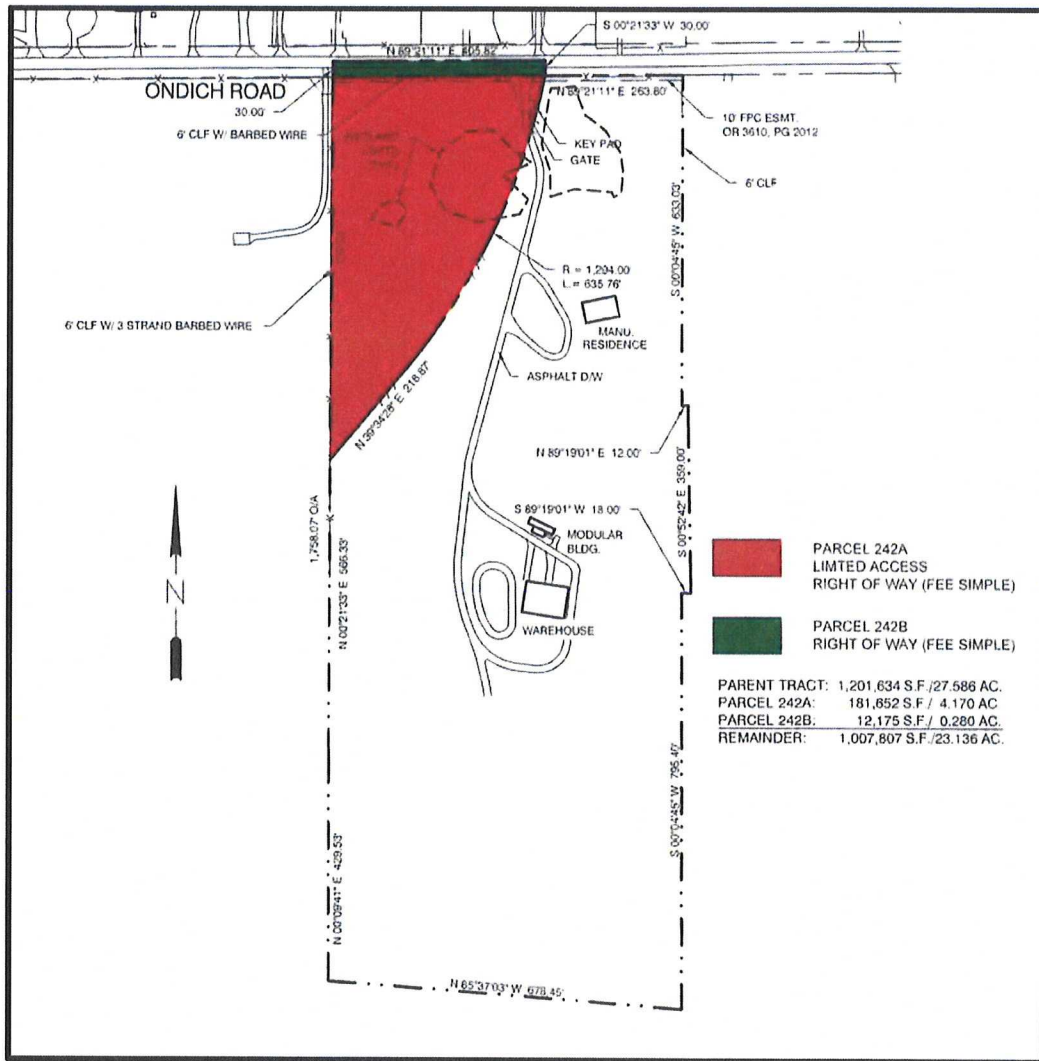 S 00°21'33" W 30.00'
N 89°21'11" E 405.82'
ONDICH ROAD
30.00'
N 89°21'11" E 263.80'
10' FPC ESMT.
OR 3610, PG 2012
6' CLF W/ BARBED WIRE
KEY PAD
GATE
6' CLF
S 00°04'45" W 633.03'
R = 1,204.00'
L = 635.76'
6' CLF W/ 3 STRAND BARBED WIRE
MANU.
RESIDENCE
ASPHALT D/W
N 39°34'28" E 218.87'
N 89°19'01" E 12.00'
S 00°52'42" E 359.00'
S 89°19'01" W 18.00'
1,758.07' O/A
N 00°21'33" E 566.33'
N
MODULAR
BLDG.
WAREHOUSE
PARCEL 242A
LIMTED ACCESS
RIGHT OF WAY (FEE SIMPLE)
PARCEL 242B
RIGHT OF WAY (FEE SIMPLE)
PARENT TRACT: 1,201,634 S.F./27.586 AC.
PARCEL 242A: 181,652 S.F./ 4.170 AC
PARCEL 242B: 12,175 S.F./ 0.280 AC.
REMAINDER: 1,007,807 S.F./23.136 AC.
S 00°04'45" W 795.40'
N 00°09'41" E 429.53'
N 85°37'03" W 678.45'